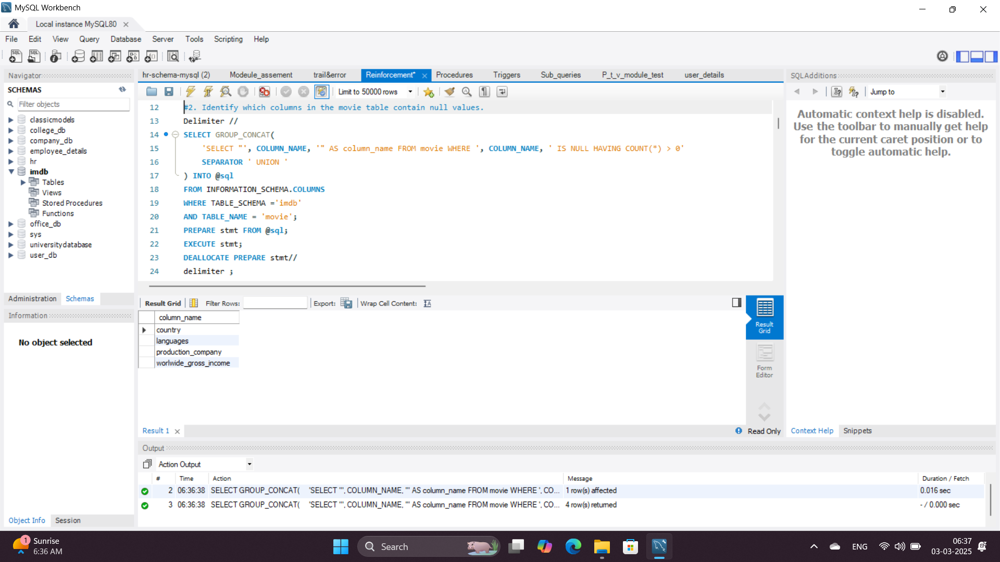 MySQL Workbench
Local instance MySQL80
File Edit View Query Database Server Tools Scripting Help
Navigator
SCHEMAS
Filter objects
classicmodels
college_db
company_db
employee_details
hr
imdb
Tables
Views
Stored Procedures
Functions
office_db
sys
universitydatabase
user_db
Administration Schemas
Information
No object selected
Object Info Session
hr-schema-mysql (2) Modeule_assement trail&error Reinforcement* Procedures Triggers Sub_queries P_t_v_module_test user_details
Limit to 50000 rows
12 #2. Identify which columns in the movie table contain null values.
13 Delimiter //
14 SELECT GROUP_CONCAT(
15 'SELECT "', COLUMN_NAME, '" AS column_name FROM movie WHERE ', COLUMN_NAME, ' IS NULL HAVING COUNT(*) > 0'
16 SEPARATOR ' UNION '
17 ) INTO @sql
18 FROM INFORMATION_SCHEMA.COLUMNS
19 WHERE TABLE_SCHEMA ='imdb'
20 AND TABLE_NAME = 'movie';
21 PREPARE stmt FROM @sql;
22 EXECUTE stmt;
23 DEALLOCATE PREPARE stmt//
24 delimiter ;
Result Grid Filter Rows: Export: Wrap Cell Content:
column_name
country
languages
production_company
worlwide_gross_income
Result Grid
Form Editor
Result 1
Read Only
Output
Action Output
# Time Action Message Duration / Fetch
2 06:36:38 SELECT GROUP_CONCAT( 'SELECT "', COLUMN_NAME, '" AS column_name FROM movie WHERE ', CO... 1 row(s) affected 0.016 sec
3 06:36:38 SELECT GROUP_CONCAT( 'SELECT "', COLUMN_NAME, '" AS column_name FROM movie WHERE ', CO... 4 row(s) returned - / 0.000 sec
SQLAdditions
Jump to
Automatic context help is disabled.
Use the toolbar to manually get help
for the current caret position or to
toggle automatic help.
Context Help Snippets
1
Sunrise
6:36 AM
Search
ENG
06:37
03-03-2025